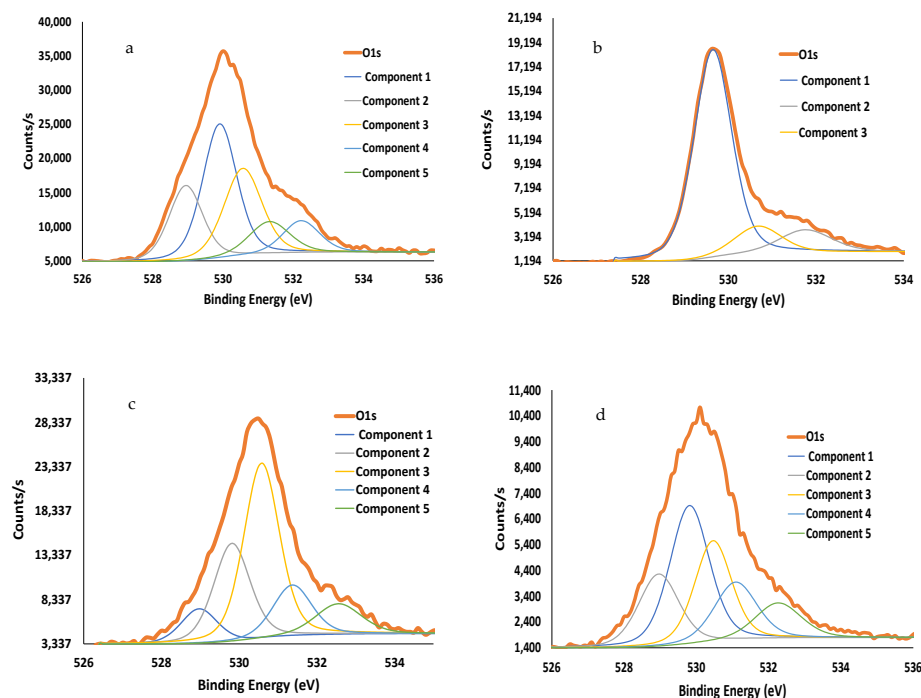 a
40,000
35,000
30,000
25,000
20,000
15,000
10,000
5,000
Counts/s
526 528 530 532 534 536
Binding Energy (eV)
O1s
Component 1
Component 2
Component 3
Component 4
Component 5
b
21,194
19,194
17,194
15,194
13,194
11,194
9,194
7,194
5,194
3,194
1,194
Counts/s
526 528 530 532 534
Binding Energy (eV)
O1s
Component 1
Component 2
Component 3
c
33,337
28,337
23,337
18,337
13,337
8,337
3,337
Counts/s
526 528 530 532 534
Binding Energy (eV)
O1s
Component 1
Component 2
Component 3
Component 4
Component 5
d
11,400
10,400
9,400
8,400
7,400
6,400
5,400
4,400
3,400
2,400
1,400
Counts/s
526 528 530 532 534 536
Binding Energy (eV)
O1s
Component 1
Component 2
Component 3
Component 4
Component 5